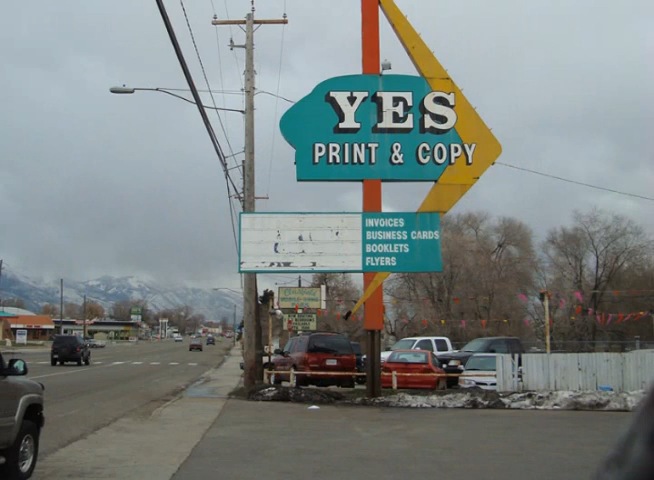 YES
PRINT & COPY
INVOICES
BUSINESS CARDS
BOOKLETS
FLYERS